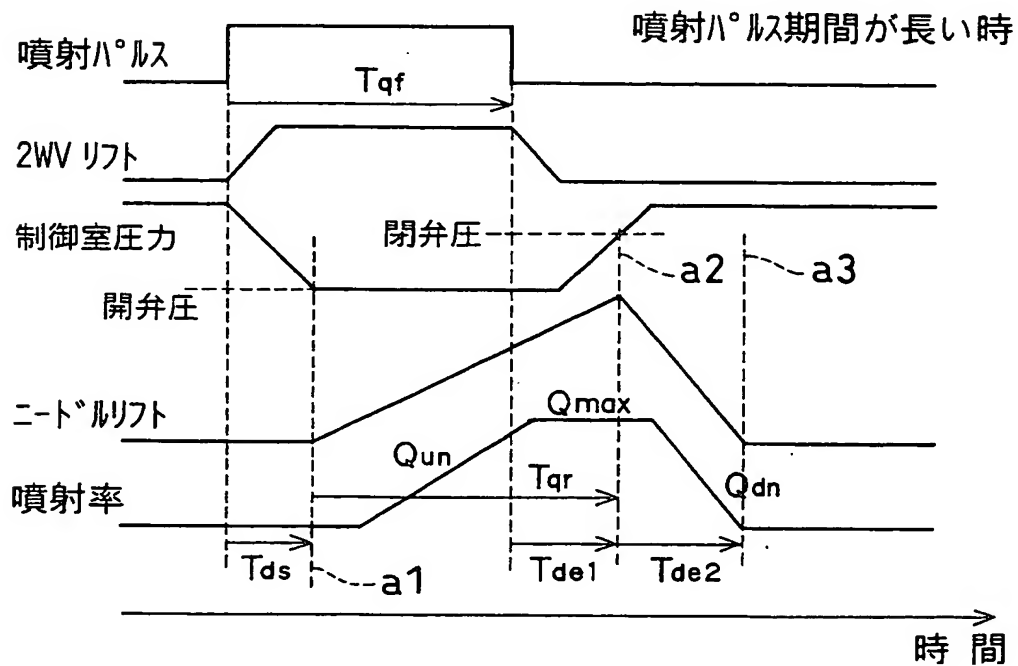 噴射パルス期間が長い時
噴射パルス
Tqf
2WV リフト
制御室圧力
閉弁圧
a2
a3
開弁圧
ニードルリフト
Qmax
Qun
Tqr
Qdn
噴射率
Tds
a1
Tde1
Tde2
時 間